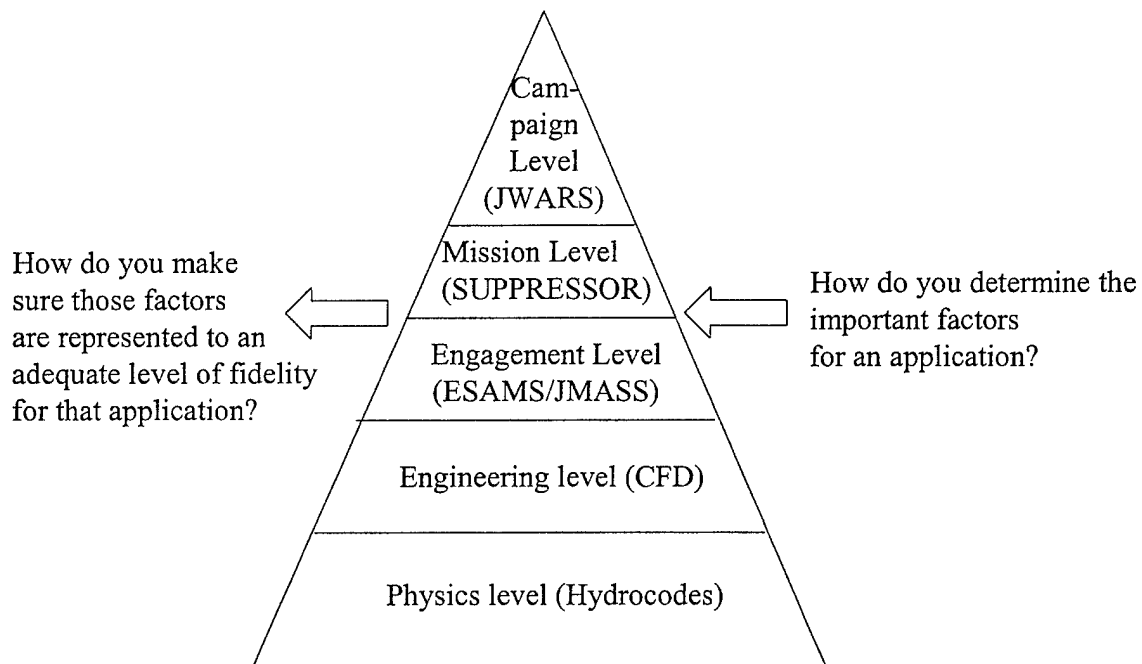 Cam-
paign
Level
(JWARS)
Mission Level
(SUPPRESSOR)
How do you make
sure those factors
are represented to an
adequate level of fidelity
for that application?
How do you determine the
important factors
for an application?
Engagement Level
(ESAMS/JMASS)
Engineering level (CFD)
Physics level (Hydrocodes)